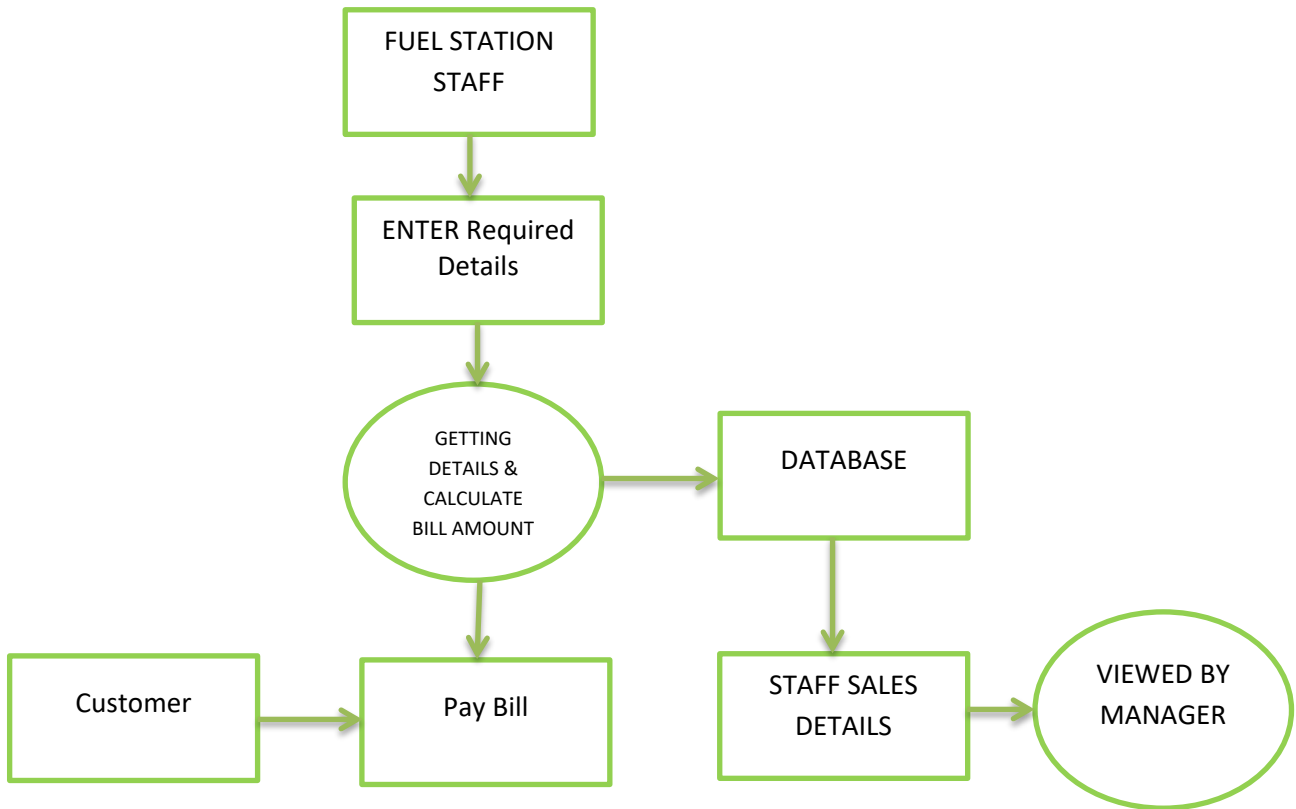 FUEL STATION
STAFF
ENTER Required
Details
GETTING
DETAILS &
CALCULATE
BILL AMOUNT
DATABASE
Customer
Pay Bill
STAFF SALES
DETAILS
VIEWED BY
MANAGER